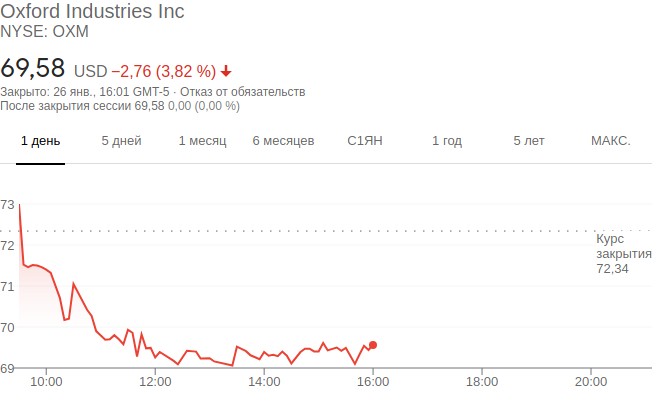 Oxford Industries Inc
NYSE: OXM
69,58 USD −2,76 (3,82 %)
Закрыто: 26 янв., 16:01 GMT-5 · Отказ от обязательств
После закрытия сессии 69,58 0,00 (0,00 %)
1 день 5 дней 1 месяц 6 месяцев С1ЯН 1 год 5 лет МАКС.
73
72
71
70
69
Курс
закрытия
72,34
10:00 12:00 14:00 16:00 18:00 20:00